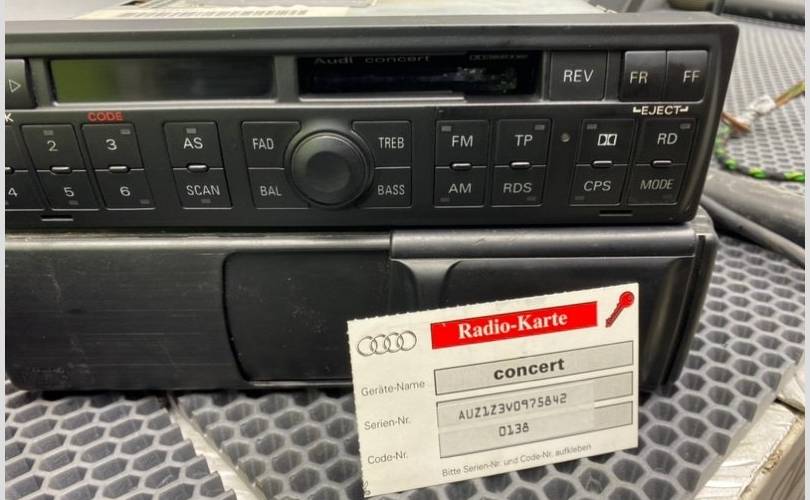 Audi concert
REV
FR
FF
EJECT
CODE
K
2
3
AS
FAD
TREB
FM
TP
RD
4
5
6
SCAN
BAL
BASS
AM
RDS
CPS
MODE
Radio-Karte
Geräte-Name
concert
Serien-Nr.
AUZ1Z3V0975842
Code-Nr.
0138
Bitte Serien-Nr. und Code-Nr. aufkleben